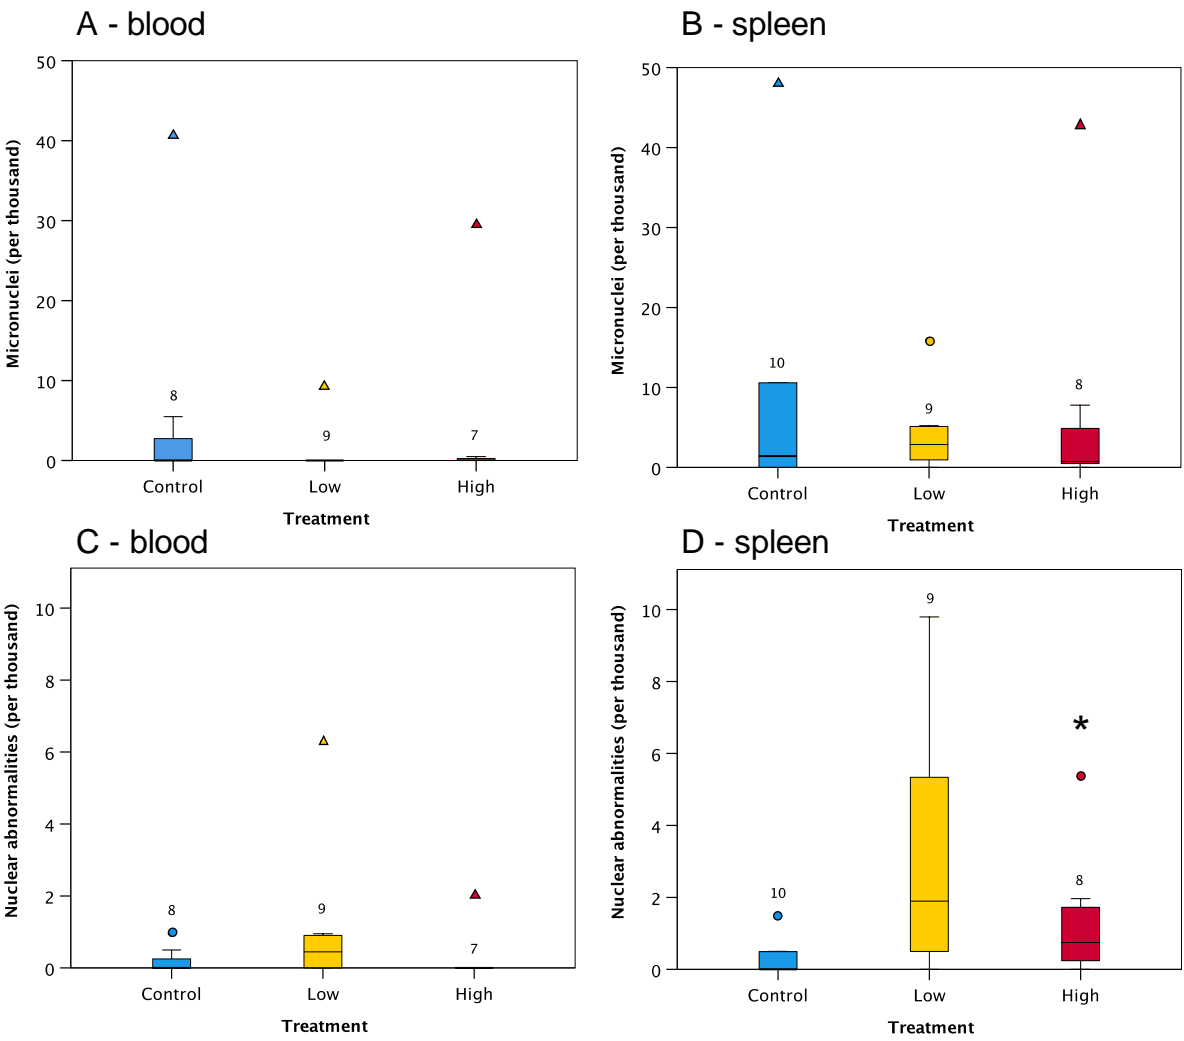 A - blood
Micronuclei (per thousand)
50
40
30
20
10
0
8
9
7
Control
Low
High
Treatment
B - spleen
Micronuclei (per thousand)
50
40
30
20
10
0
10
9
8
Control
Low
High
Treatment
C - blood
Nuclear abnormalities (per thousand)
10
8
6
4
2
0
8
9
7
Control
Low
High
Treatment
D - spleen
Nuclear abnormalities (per thousand)
10
8
6
4
2
0
10
9
8
*
Control
Low
High
Treatment